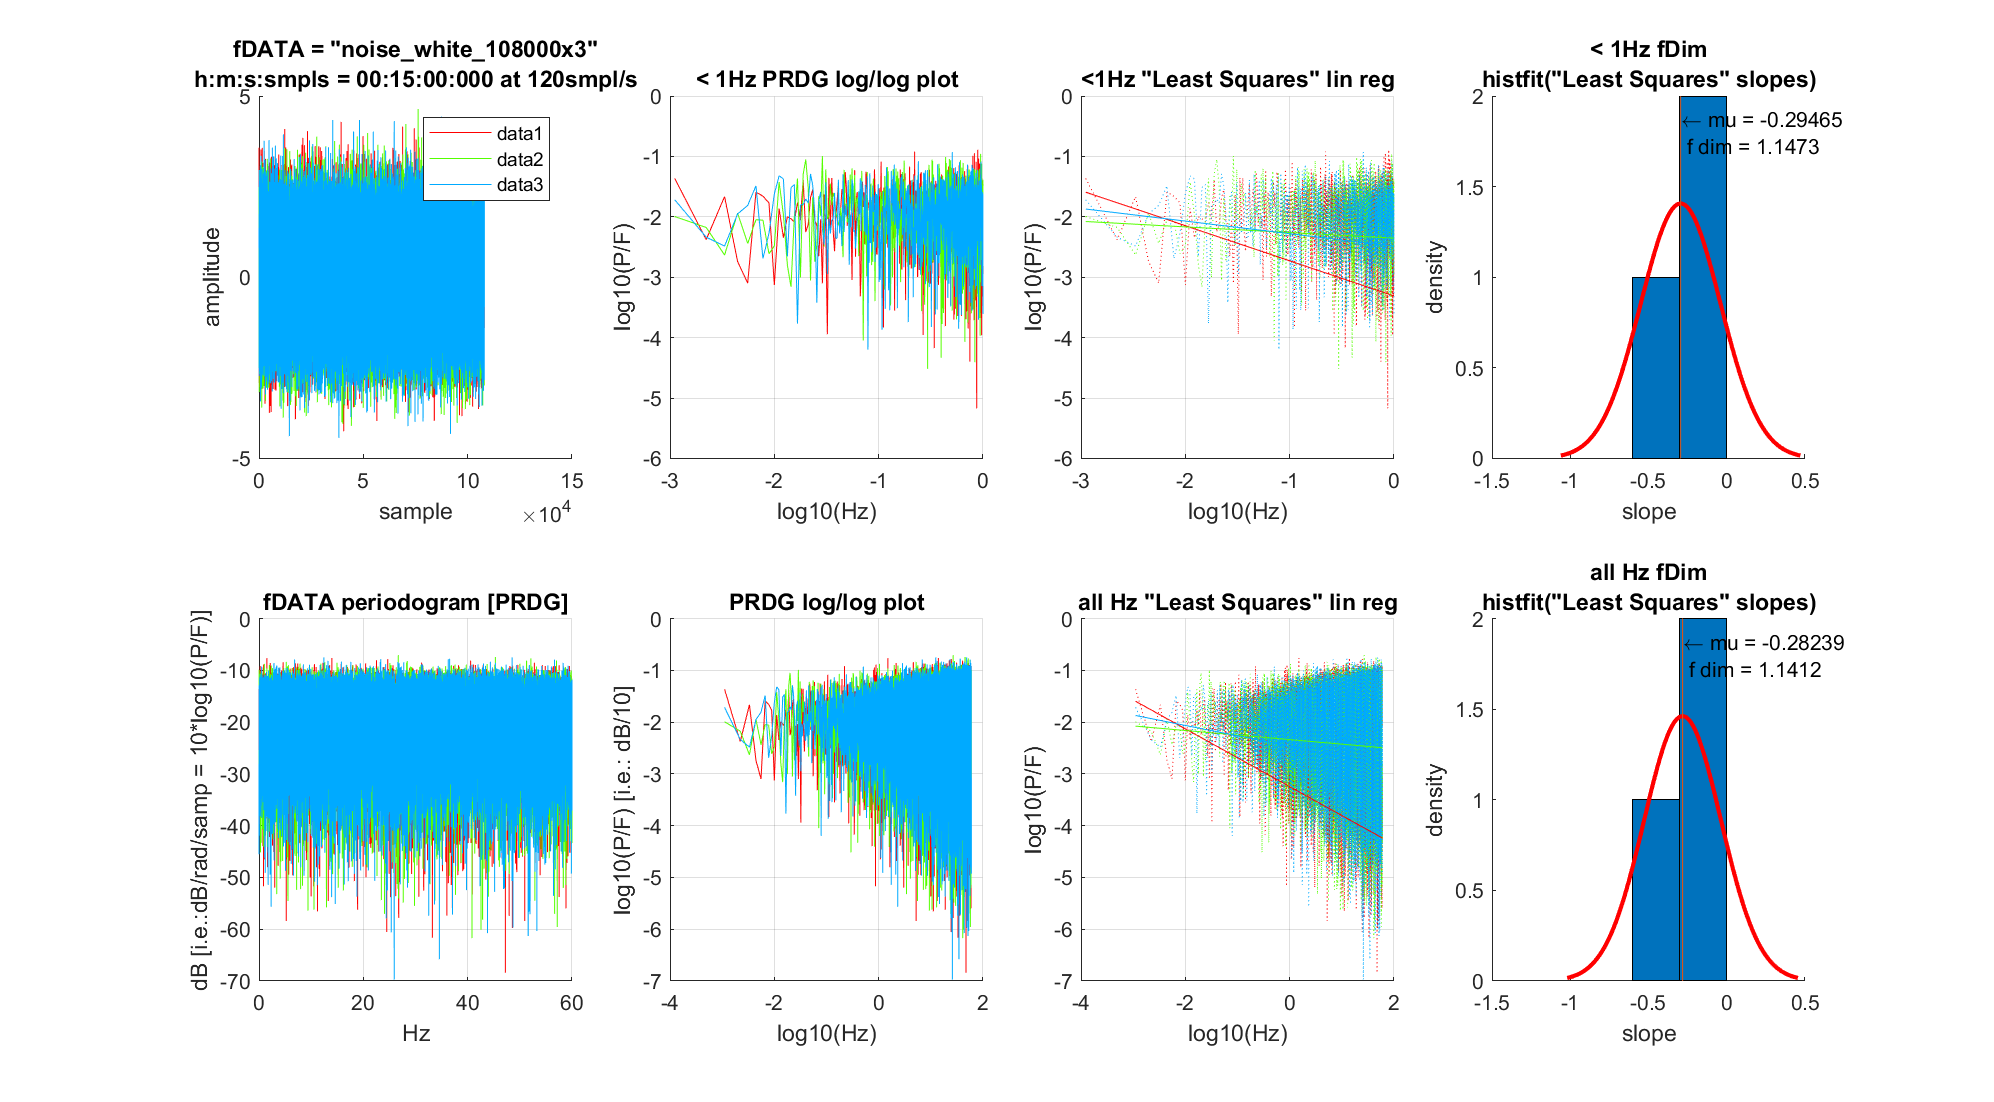 fDATA = "noise_white_108000x3"
h:m:s:smpls = 00:15:00:000 at 120smpl/s
5
0
-5
amplitude
data1
data2
data3
0 5 10 15
sample
×10^4
< 1Hz PRDG log/log plot
0
-1
-2
-3
-4
-5
-6
log10(P/F)
-3 -2 -1 0
log10(Hz)
<1Hz "Least Squares" lin reg
0
-1
-2
-3
-4
-5
-6
log10(P/F)
-3 -2 -1 0
log10(Hz)
< 1Hz fDim
histfit("Least Squares" slopes)
2
1.5
1
0.5
0
density
← mu = -0.29465
f dim = 1.1473
-1.5 -1 -0.5 0 0.5
slope
fDATA periodogram [PRDG]
0
-10
-20
-30
-40
-50
-60
-70
dB [i.e.:dB/rad/samp = 10*log10(P/F)]
0 20 40 60
Hz
PRDG log/log plot
0
-1
-2
-3
-4
-5
-6
-7
log10(P/F) [i.e.: dB/10]
-4 -2 0 2
log10(Hz)
all Hz "Least Squares" lin reg
0
-1
-2
-3
-4
-5
-6
-7
log10(P/F)
-4 -2 0 2
log10(Hz)
all Hz fDim
histfit("Least Squares" slopes)
2
1.5
1
0.5
0
density
← mu = -0.28239
f dim = 1.1412
-1.5 -1 -0.5 0 0.5
slope